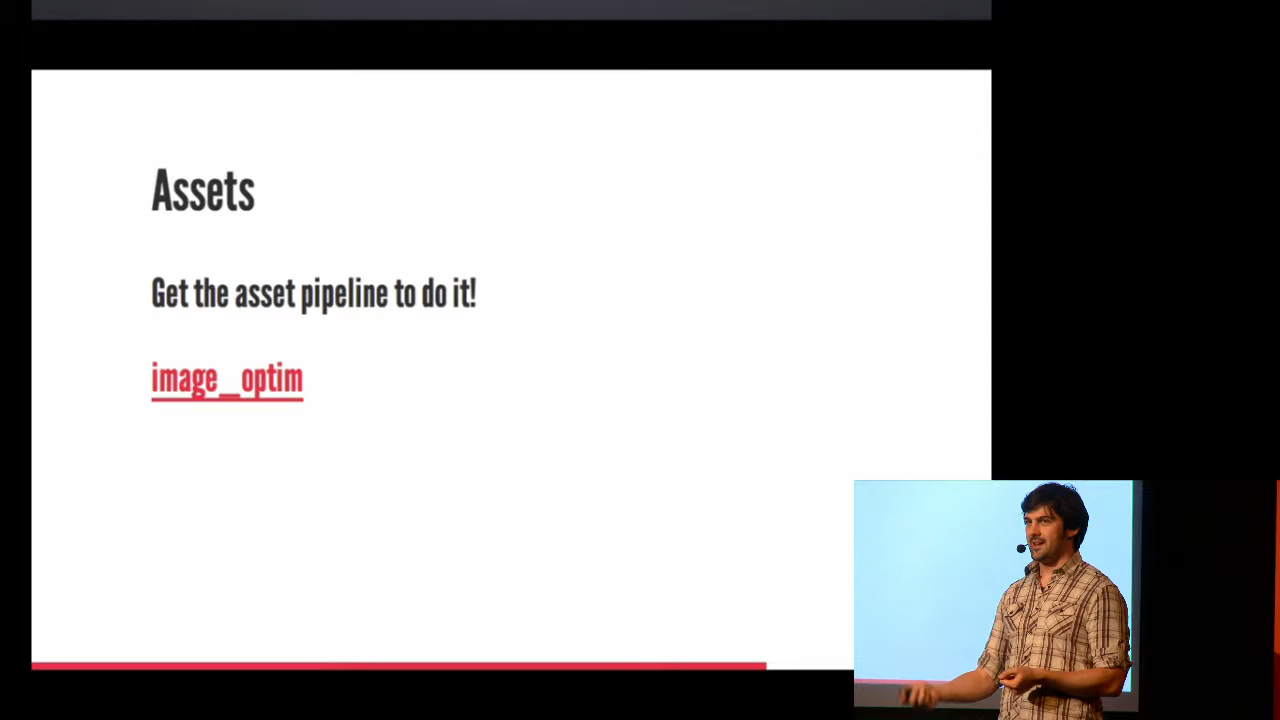 Assets
Get the asset pipeline to do it!
image_optim